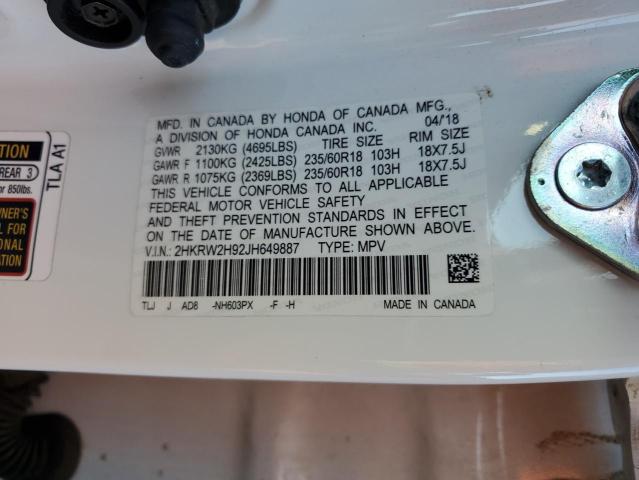 MFD. IN CANADA BY HONDA OF CANADA MFG.,
A DIVISION OF HONDA CANADA INC. 04/18
GVWR 2130KG (4695LBS) TIRE SIZE RIM SIZE
GAWR F 1100KG (2425LBS) 235/60R18 103H 18X7.5J
GAWR R 1075KG (2369LBS) 235/60R18 103H 18X7.5J
THIS VEHICLE CONFORMS TO ALL APPLICABLE
FEDERAL MOTOR VEHICLE SAFETY
AND THEFT PREVENTION STANDARDS IN EFFECT
ON THE DATE OF MANUFACTURE SHOWN ABOVE.
V.I.N.: 2HKRW2H92JH649887 TYPE: MPV
TLJ J AD8 -NH603PX -F -H MADE IN CANADA
TLA A1
REAR 3
or 850lbs.